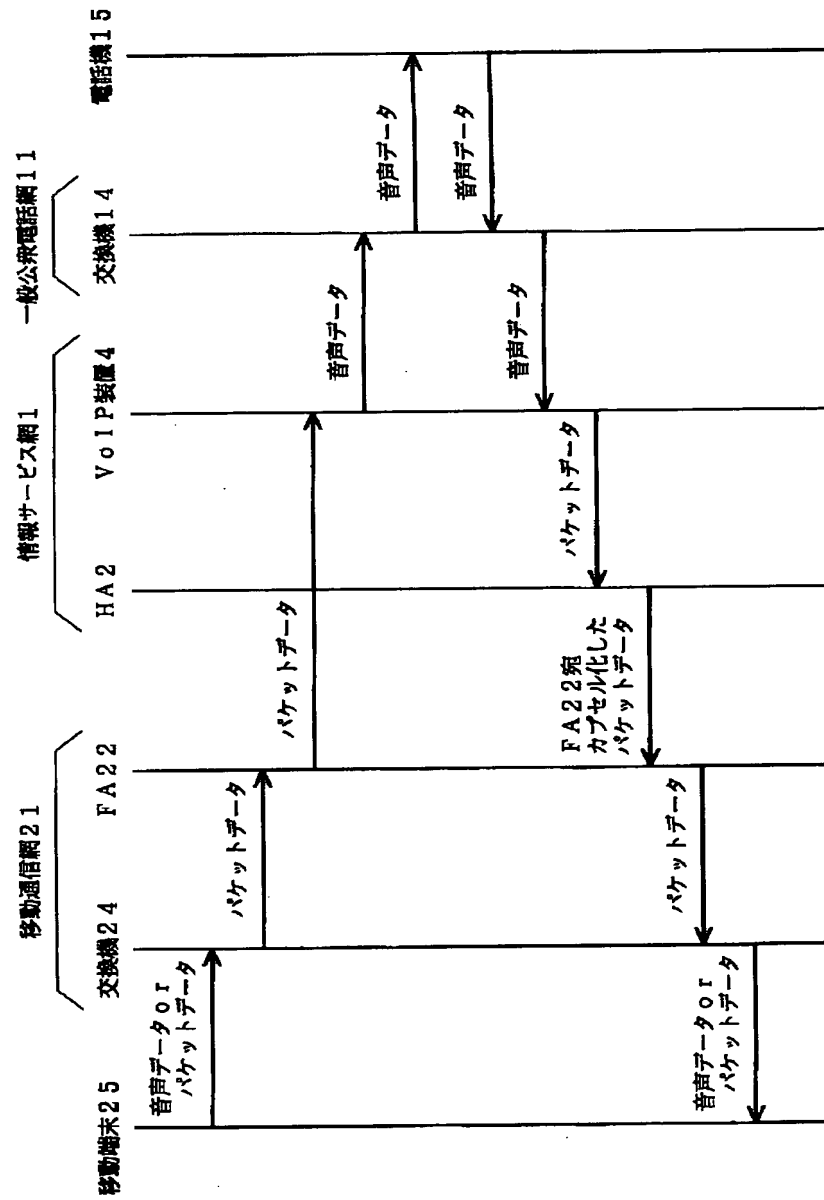 移動通信網21
情報サービス網1
一般公衆電話網11
移動端末25
交換機24
FA22
HA2
VoIP装置4
交換機14
電話機15
音声データor
パケットデータ
パケットデータ
パケットデータ
音声データ
音声データ
音声データ
音声データ
パケットデータ
FA22宛
カプセル化した
パケットデータ
パケットデータ
音声データor
パケットデータ